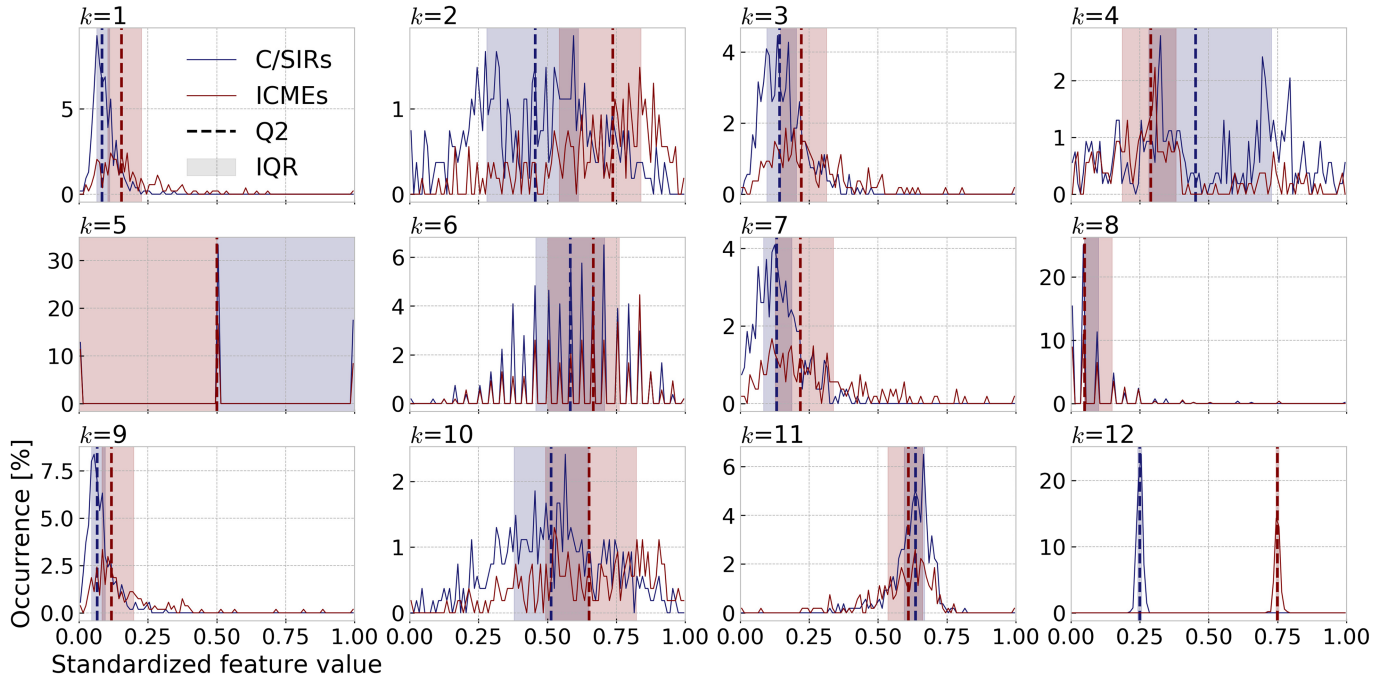 k=1
k=2
k=3
k=4
C/SIRs
ICMEs
Q2
IQR
5
0
1
0
4
2
0
2
1
0
k=5
k=6
k=7
k=8
30
20
10
0
6
4
2
0
4
2
0
20
10
0
k=9
k=10
k=11
k=12
Occurrence [%]
7.5
5.0
2.5
0.0
2
1
0
6
4
2
0
20
10
0
0.00 0.25 0.50 0.75 1.00
0.00 0.25 0.50 0.75 1.00
0.00 0.25 0.50 0.75 1.00
0.00 0.25 0.50 0.75 1.00
Standardized feature value